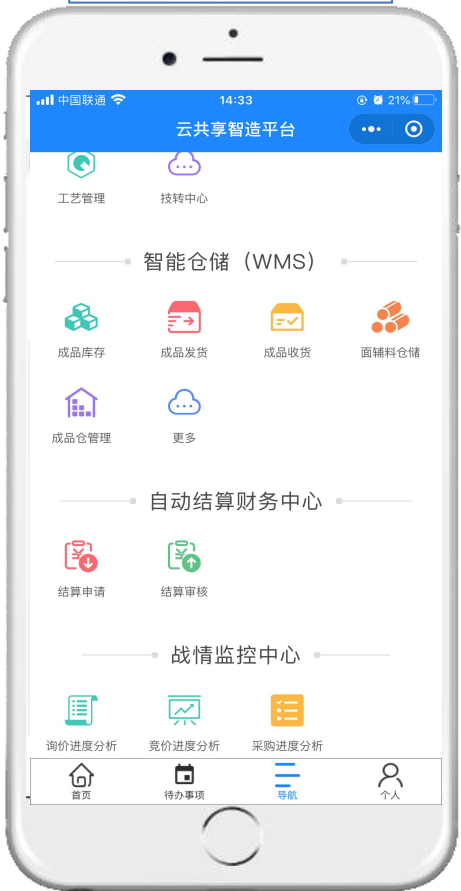 中国联通 14:33 21%
云共享智造平台
工艺管理 技转中心
智能仓储（WMS）
成品库存 成品发货 成品收货 面辅料仓储
成品仓管理 更多
自动结算财务中心
结算申请 结算审核
战情监控中心
询价进度分析 竞价进度分析 采购进度分析
首页 待办事项 导航 个人